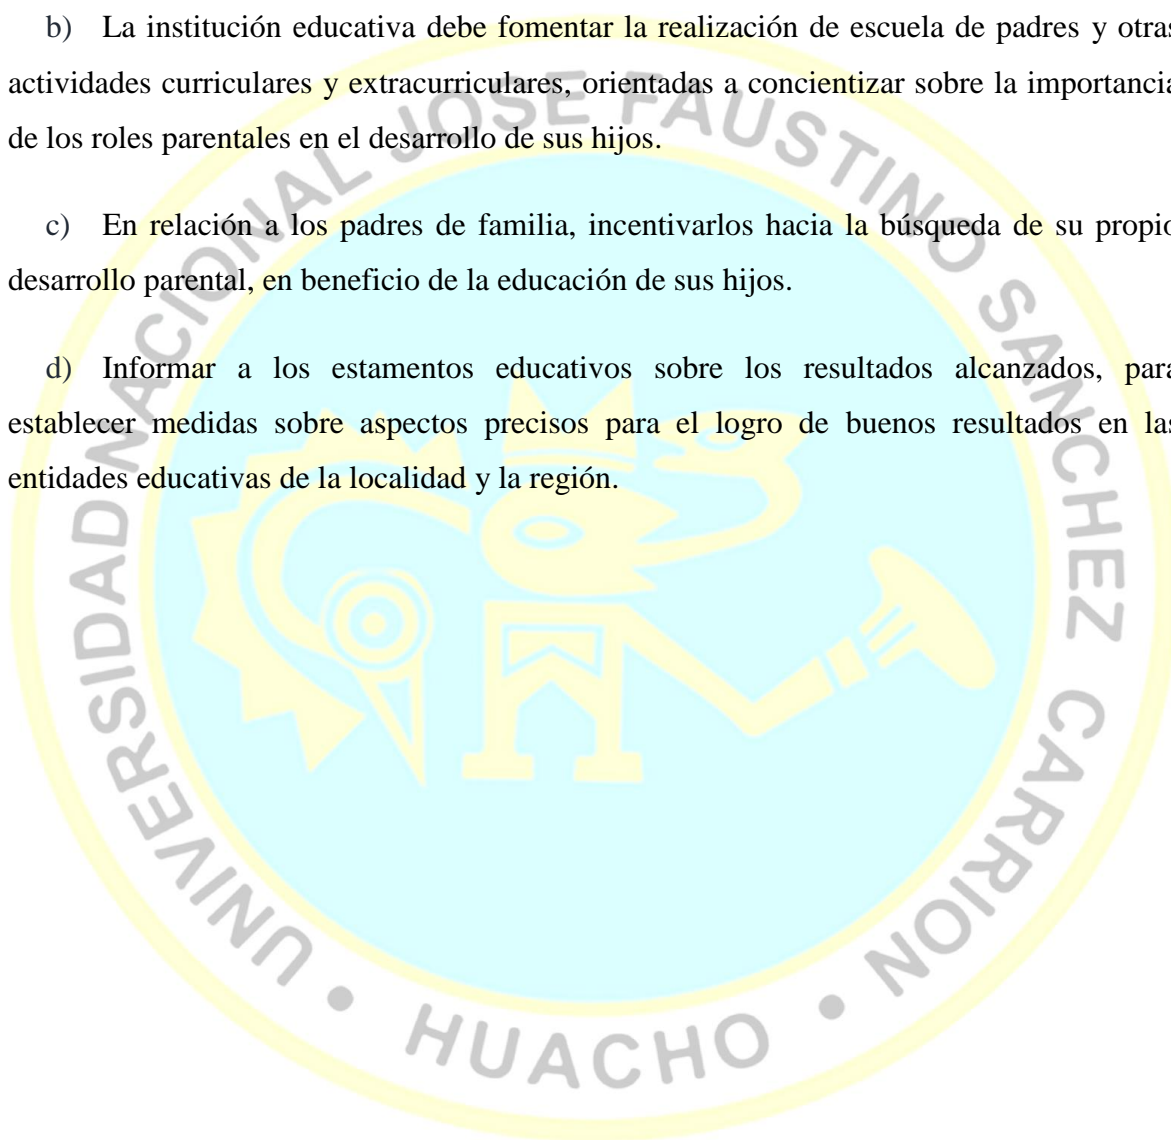 b) La institución educativa debe fomentar la realización de escuela de padres y otras
actividades curriculares y extracurriculares, orientadas a concientizar sobre la importancia
de los roles parentales en el desarrollo de sus hijos.
c) En relación a los padres de familia, incentivarlos hacia la búsqueda de su propio
desarrollo parental, en beneficio de la educación de sus hijos.
d) Informar a los estamentos educativos sobre los resultados alcanzados, para
establecer medidas sobre aspectos precisos para el logro de buenos resultados en las
entidades educativas de la localidad y la región.
UNIVERSIDAD NACIONAL JOSE FAUSTINO SANCHEZ CARRION
• HUACHO •